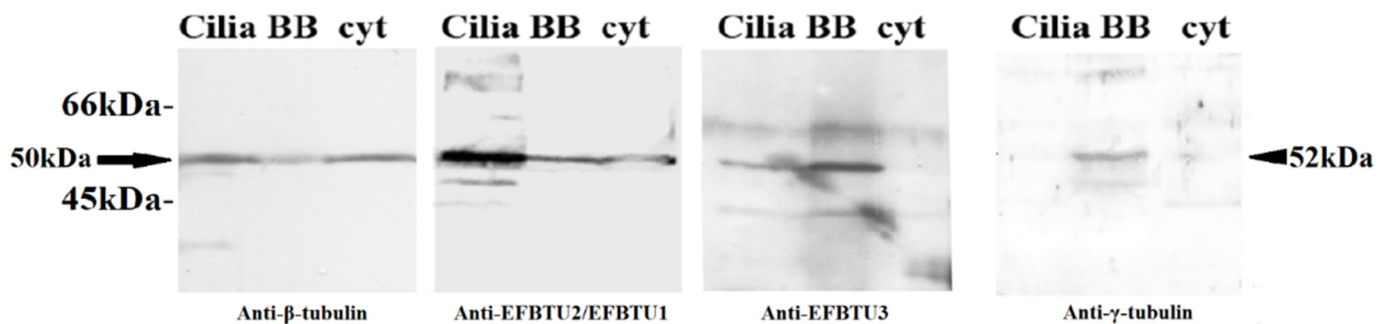 Cilia BB cyt Cilia BB cyt Cilia BB cyt Cilia BB cyt
66kDa-
50kDa
52kDa
45kDa-
Anti-β-tubulin Anti-EFBTU2/EFBTU1 Anti-EFBTU3 Anti-γ-tubulin